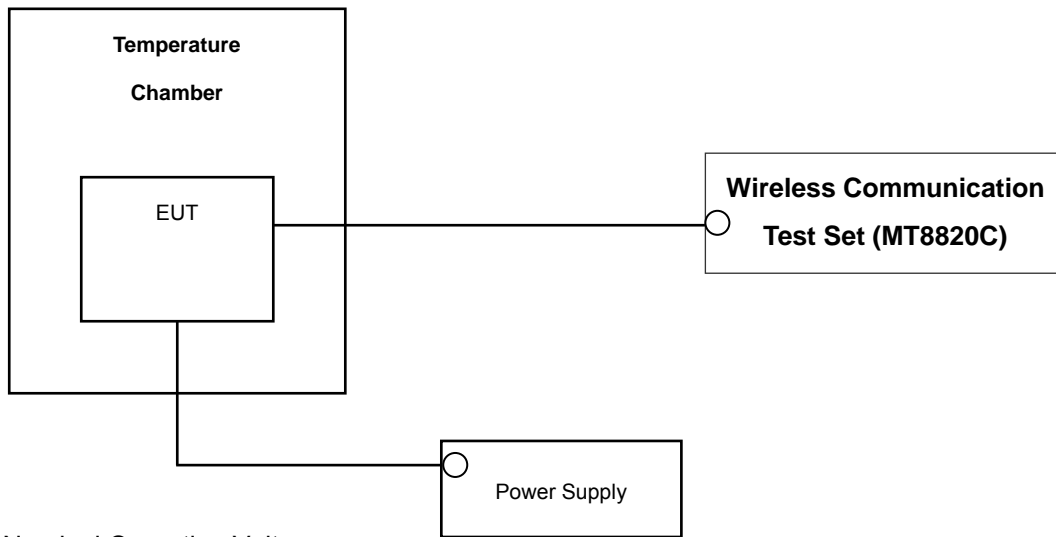 Temperature
Chamber
EUT
Wireless Communication
Test Set (MT8820C)
Power Supply